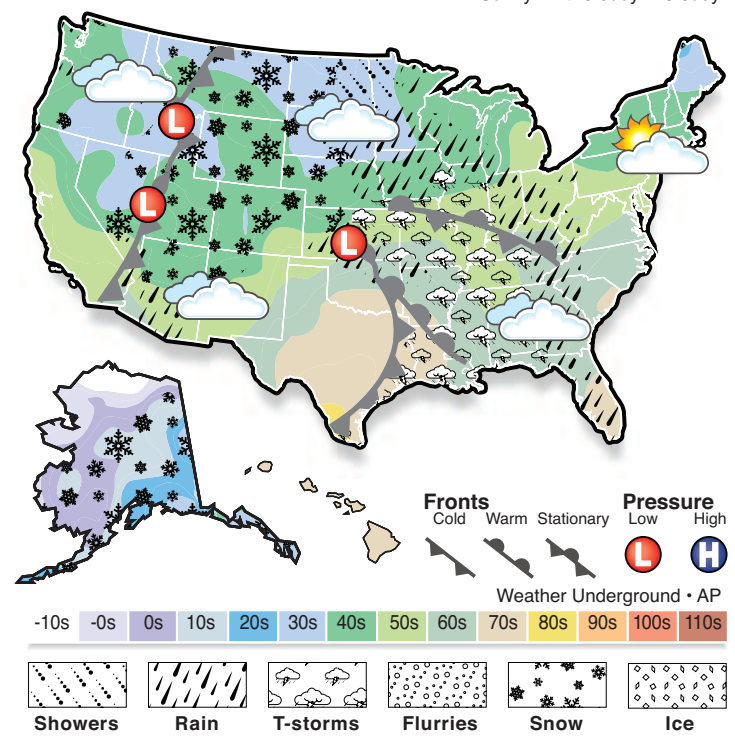 L
L
L
Fronts
Pressure
Cold Warm Stationary Low High
L H
Weather Underground • AP
-10s -0s 0s 10s 20s 30s 40s 50s 60s 70s 80s 90s 100s 110s
Showers Rain T-storms Flurries Snow Ice